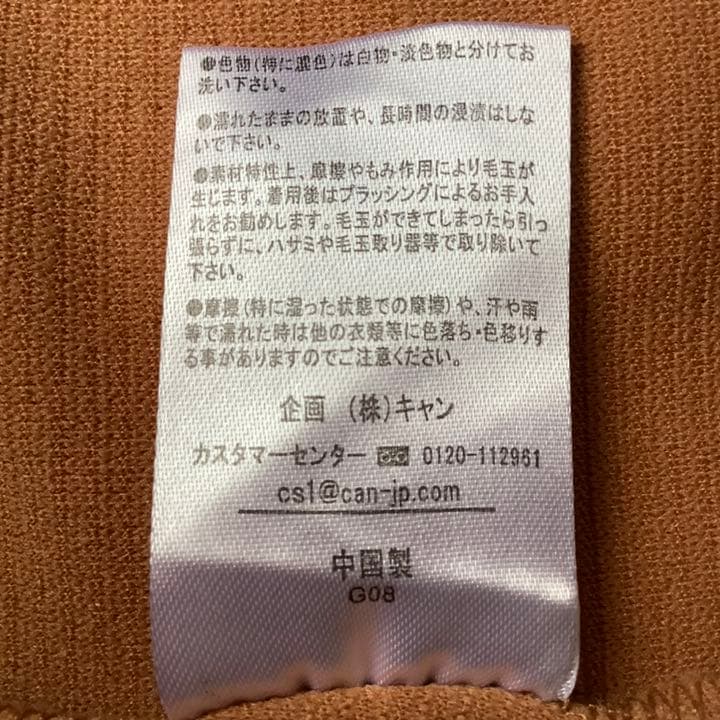 ●色物(特に濃色)は白物・淡色物と分けてお
洗い下さい。
●濡れたままの放置や、長時間の浸漬はしな
いで下さい。
●素材特性上、摩擦やもみ作用により毛玉が
生じます。着用後はブラッシングによるお手入
れをお勧めします。毛玉ができてしまったら引っ
張らずに、ハサミや毛玉取り器等で取り除いて
下さい。
●摩擦(特に湿った状態での摩擦)や、汗や雨
等で濡れた時は他の衣類等に色落ち・色移りす
る事がありますのでご注意ください。
企画 (株)キャン
カスタマーセンター 0120-112961
cs1@can-jp.com
中国製
G08